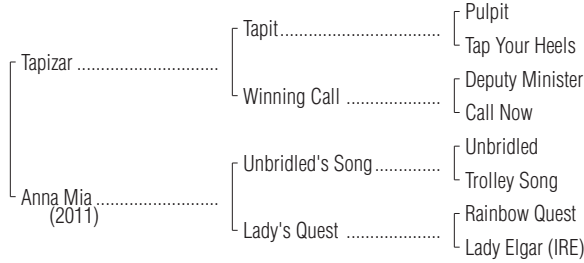 Pulpit
Tapit
Tap Your Heels
Tapizar
Deputy Minister
Winning Call
Call Now
Unbridled
Unbridled's Song
Trolley Song
Anna Mia
(2011)
Rainbow Quest
Lady's Quest
Lady Elgar (IRE)